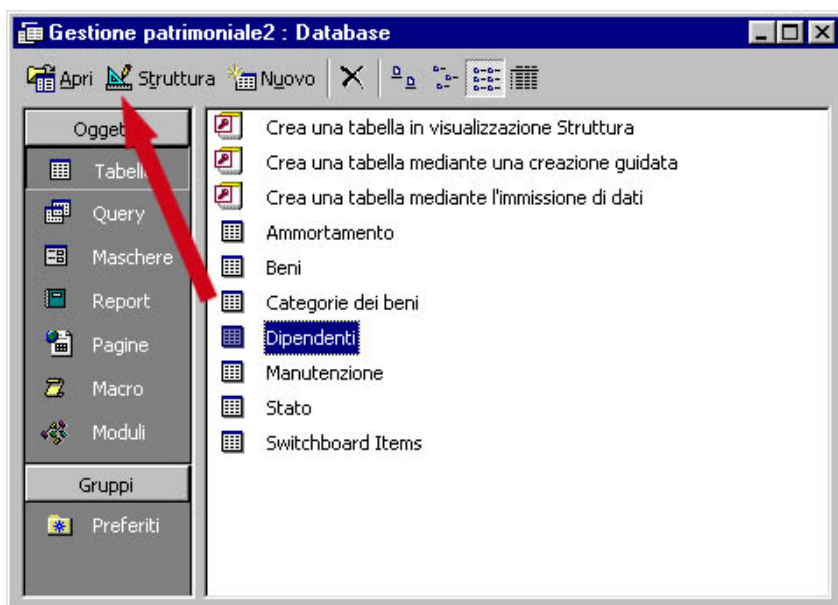 Gestione patrimoniale2 : Database
Apri Struttura Nuovo
Crea una tabella in visualizzazione Struttura
Crea una tabella mediante una creazione guidata
Crea una tabella mediante l'immissione di dati
Ammortamento
Beni
Categorie dei beni
Dipendenti
Manutenzione
Stato
Switchboard Items
Query
Maschere
Report
Pagine
Macro
Moduli
Gruppi
Preferiti